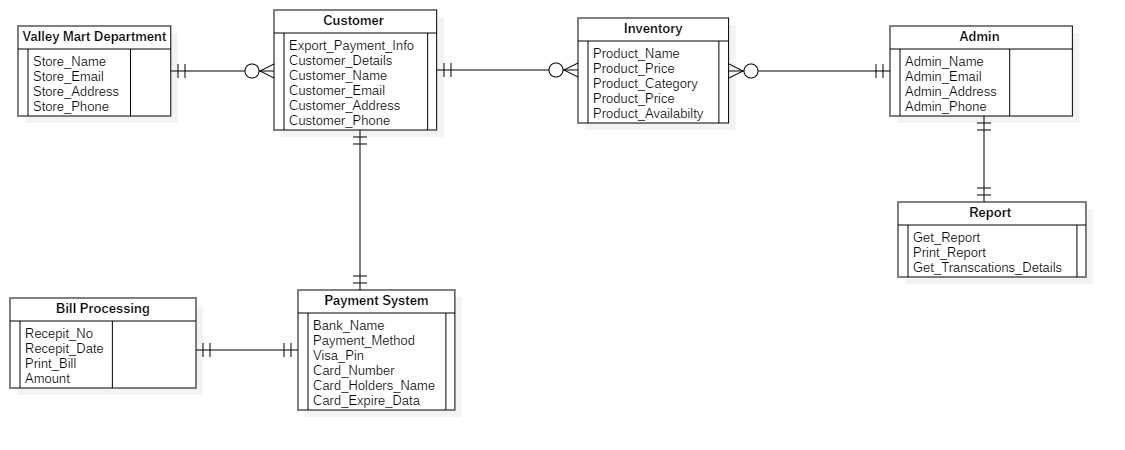 Valley Mart Department
Store_Name
Store_Email
Store_Address
Store_Phone
Customer
Export_Payment_Info
Customer_Details
Customer_Name
Customer_Email
Customer_Address
Customer_Phone
Inventory
Product_Name
Product_Price
Product_Category
Product_Price
Product_Availabilty
Admin
Admin_Name
Admin_Email
Admin_Address
Admin_Phone
Report
Get_Report
Print_Report
Get_Transcations_Details
Bill Processing
Recepit_No
Recepit_Date
Print_Bill
Amount
Payment System
Bank_Name
Payment_Method
Visa_Pin
Card_Number
Card_Holders_Name
Card_Expire_Data